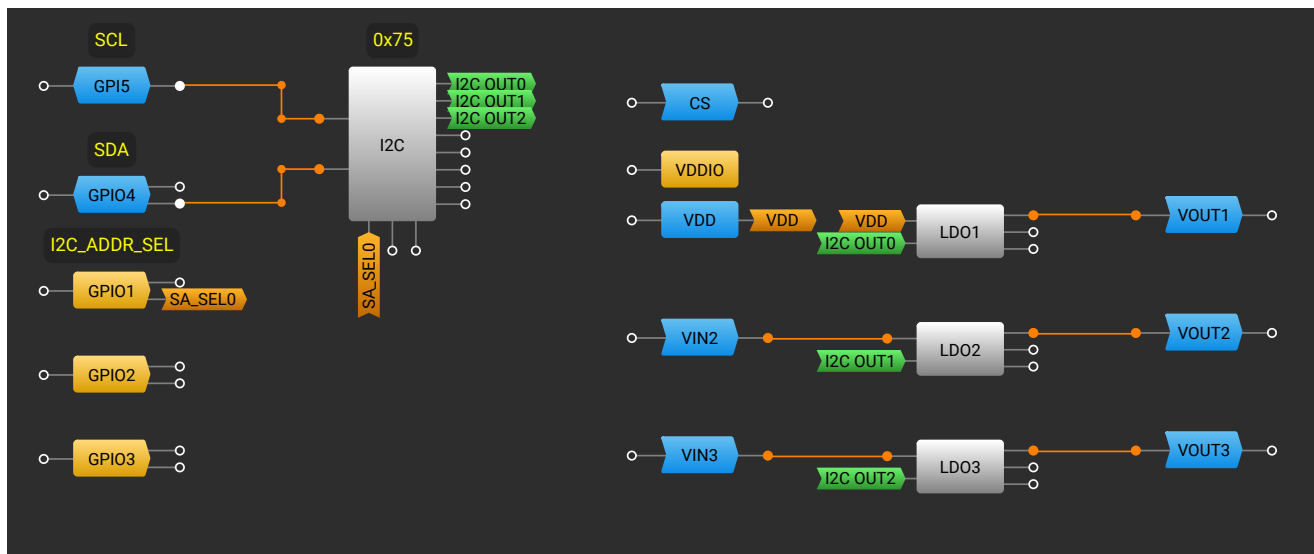 SCL
GPI5
SDA
GPIO4
I2C_ADDR_SEL
GPIO1
SA_SEL0
GPIO2
GPIO3
0x75
I2C
I2C OUT0
I2C OUT1
I2C OUT2
SA_SEL0
CS
VDDIO
VDD
VDD
VDD
I2C OUT0
LDO1
VOUT1
VIN2
I2C OUT1
LDO2
VOUT2
VIN3
I2C OUT2
LDO3
VOUT3